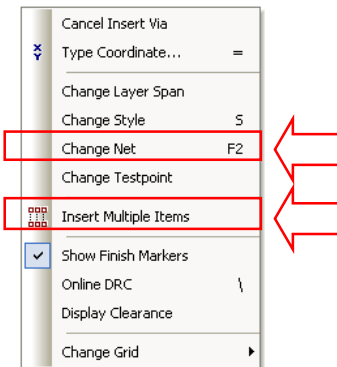 Cancel Insert Via
X
Y Type Coordinate... =
Change Layer Span
Change Style S
Change Net F2
Change Testpoint
Insert Multiple Items
Show Finish Markers
Online DRC \
Display Clearance
Change Grid